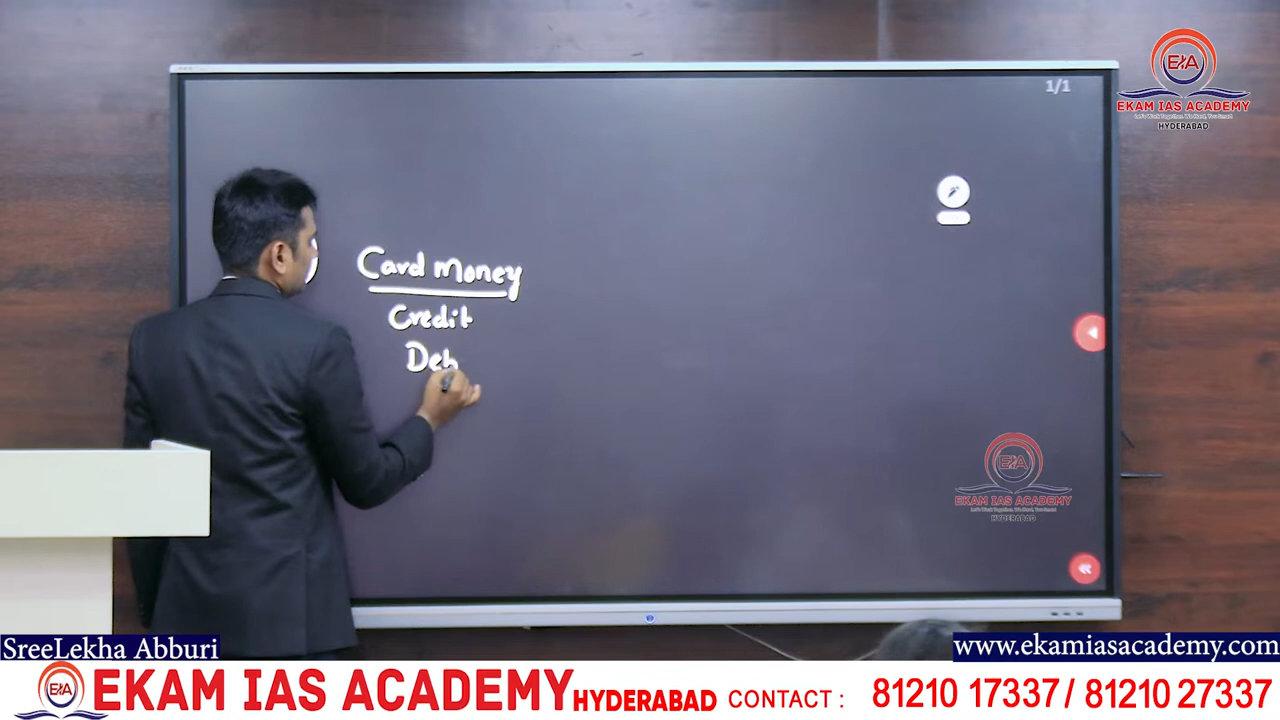 1/1
EKAM IAS ACADEMY
HYDERABAD
Card Money
Credit
Deb
EKAM IAS ACADEMY
HYDERABAD
SreeLekha Abburi
www.ekamiasacademy.com
EKAM IAS ACADEMY HYDERABAD CONTACT : 81210 17337 / 81210 27337